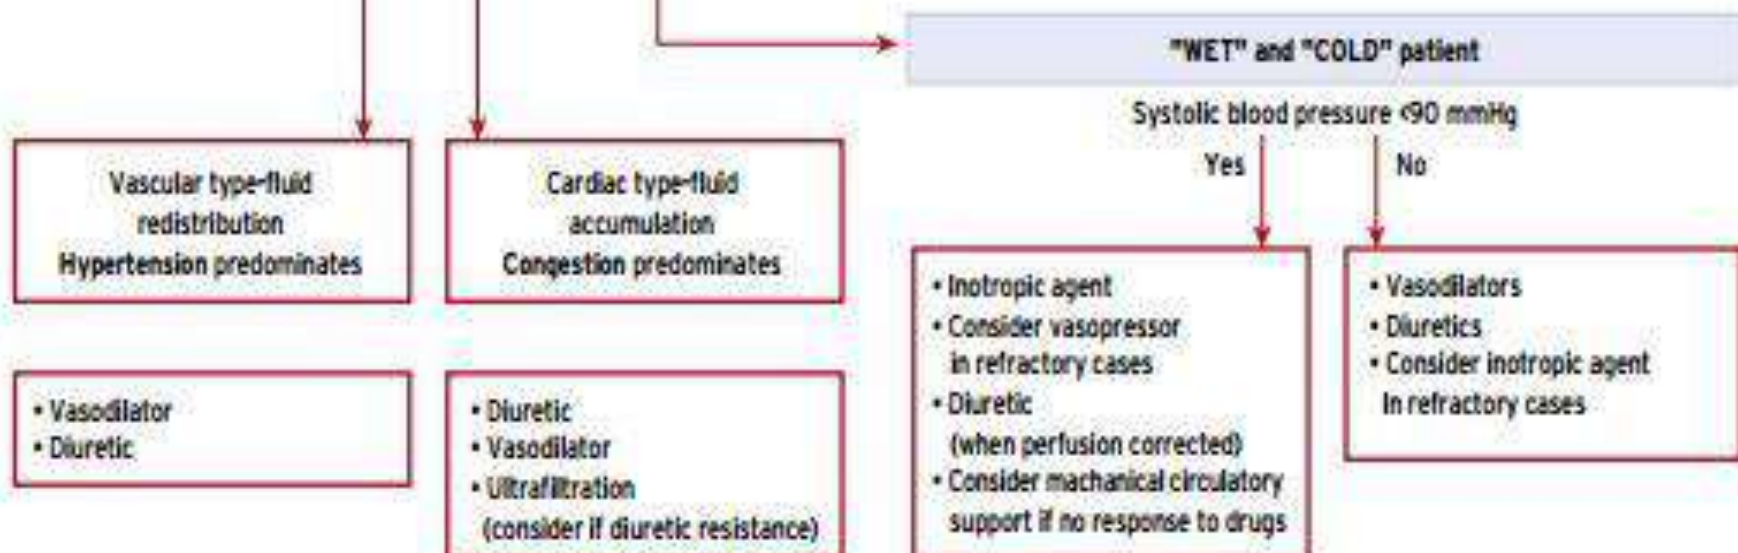 "WET" and "COLD" patient
Systolic blood pressure <90 mmHg
Yes
No
Vascular type-fluid
redistribution
Hypertension predominates
Cardiac type-fluid
accumulation
Congestion predominates
• Vasodilator
• Diuretic
• Diuretic
• Vasodilator
• Ultrafiltration
(consider if diuretic resistance)
• Inotropic agent
• Consider vasopressor
in refractory cases
• Diuretic
(when perfusion corrected)
• Consider machanical circulatory
support if no response to drugs
• Vasodilators
• Diuretics
• Consider inotropic agent
In refractory cases